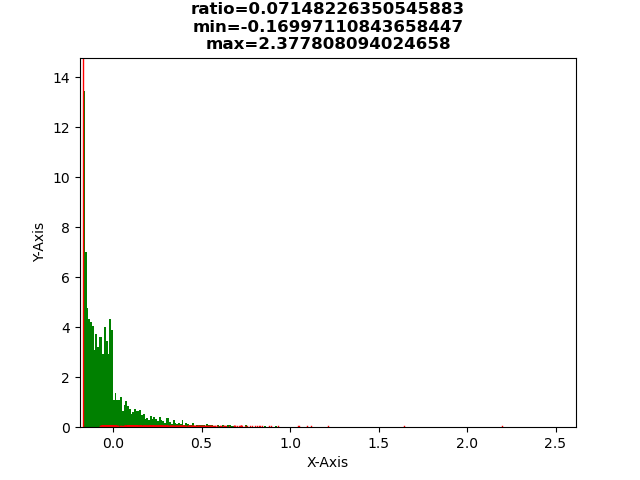 ratio=0.07148226350545883
min=-0.16997110843658447
max=2.377808094024658
14
12
10
8
6
4
2
0
Y-Axis
0.0 0.5 1.0 1.5 2.0 2.5
X-Axis